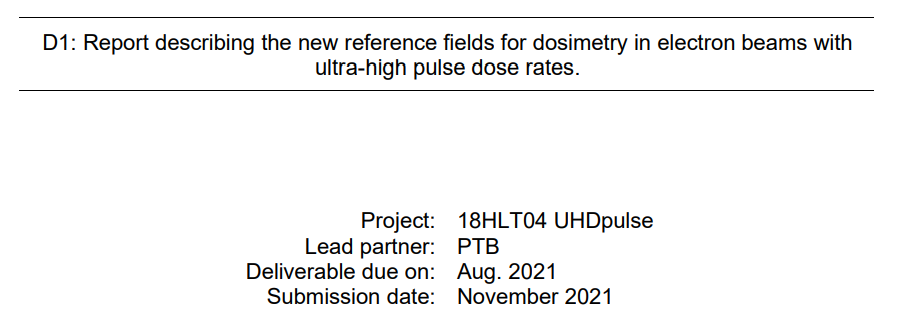 D1: Report describing the new reference fields for dosimetry in electron beams with
ultra-high pulse dose rates.
Project: 18HLT04 UHDpulse
Lead partner: PTB
Deliverable due on: Aug. 2021
Submission date: November 2021